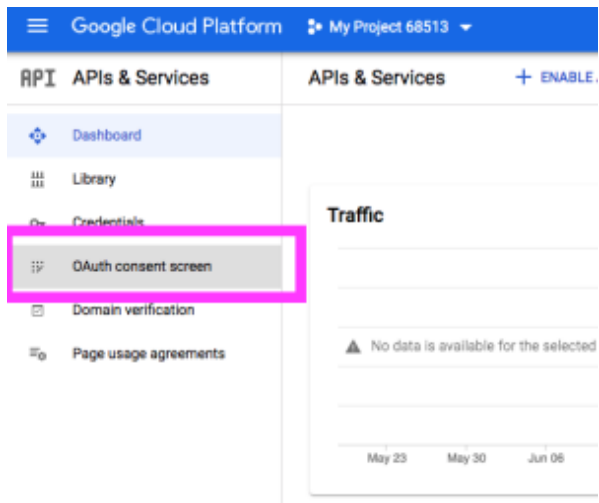 Google Cloud Platform My Project 68513
API APIs & Services APIs & Services + ENABLE
Dashboard
Library
Credentials
Traffic
OAuth consent screen
Domain verification
No data is available for the selected
Page usage agreements
May 23 May 30 Jun 06